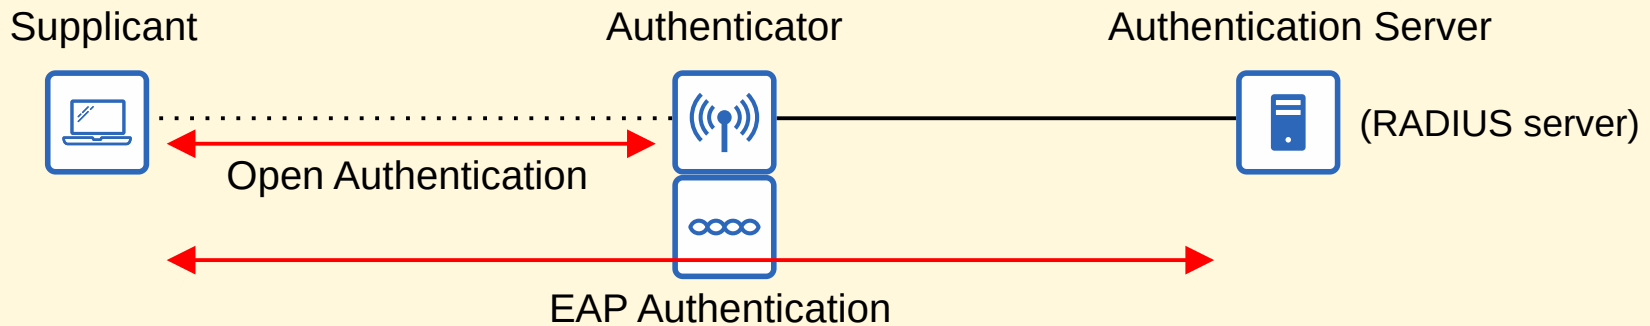 Supplicant
Authenticator
Authentication Server
(RADIUS server)
Open Authentication
EAP Authentication